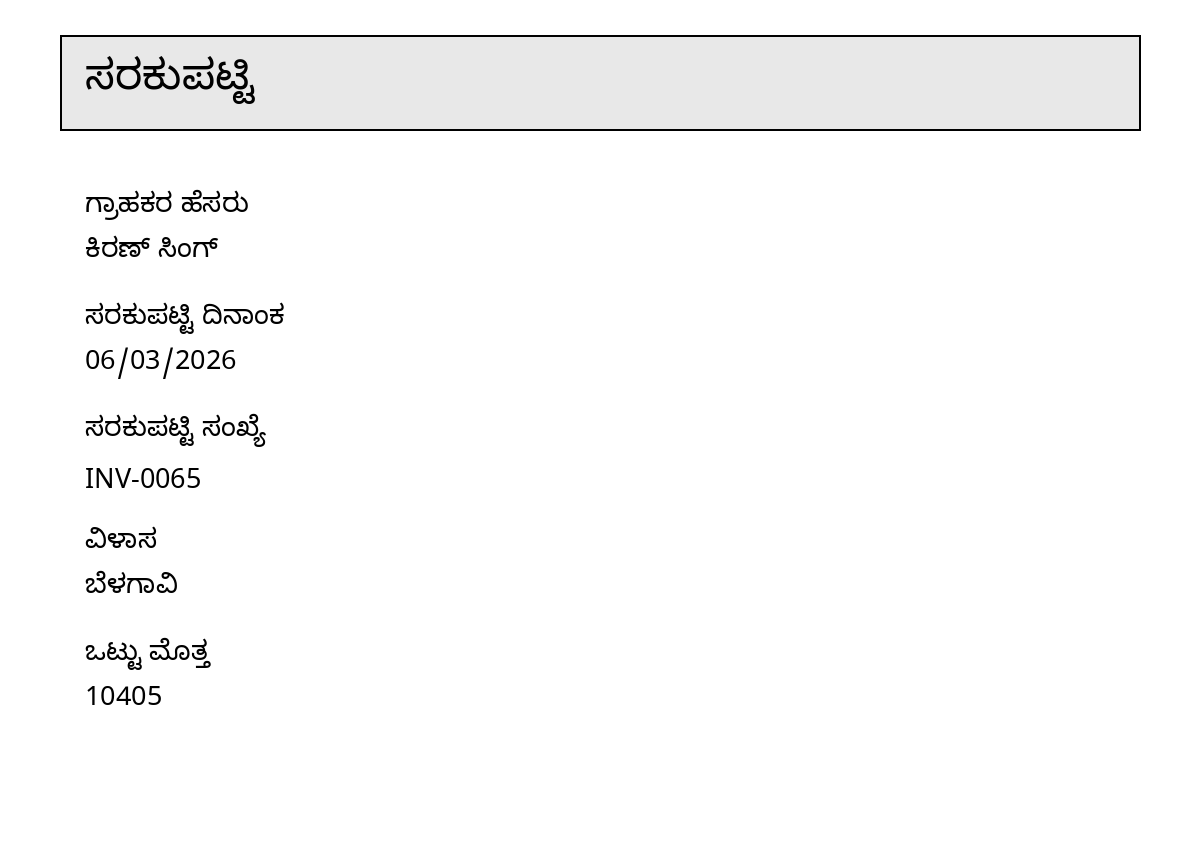 ಸರಕುಪಟ್ಟಿ
ಗ್ರಾಹಕರ ಹೆಸರು
ಕಿರಣ್ ಸಿಂಗ್
ಸರಕುಪಟ್ಟಿ ದಿನಾಂಕ
06/03/2026
ಸರಕುಪಟ್ಟಿ ಸಂಖ್ಯೆ
INV-0065
ವಿಳಾಸ
ಬೆಳಗಾವಿ
ಒಟ್ಟು ಮೊತ್ತ
10405